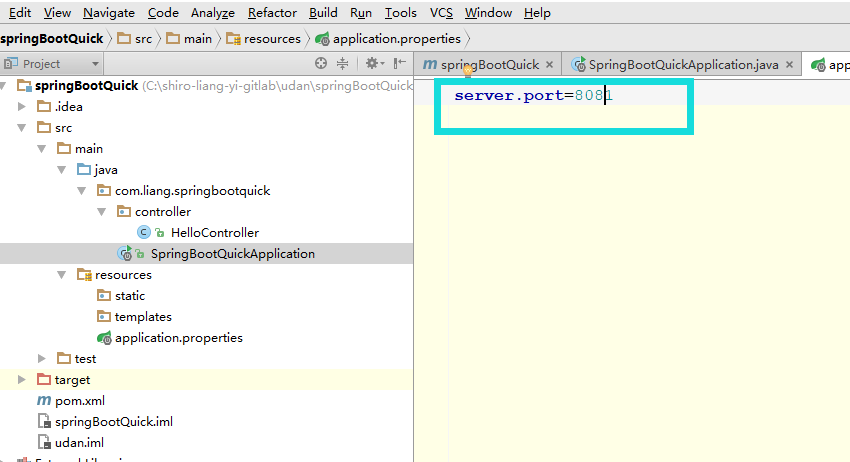 Edit View Navigate Code Analyze Refactor Build Run Tools VCS Window Help
springBootQuick src main resources application.properties
Project
springBootQuick SpringBootQuickApplication.java app
springBootQuick (C:\shiro-liang-yi-gitlab\udan\springBootQuick
server.port=8081
.idea
src
main
java
com.liang.springbootquick
controller
HelloController
SpringBootQuickApplication
resources
static
templates
application.properties
test
target
pom.xml
springBootQuick.iml
udan.iml